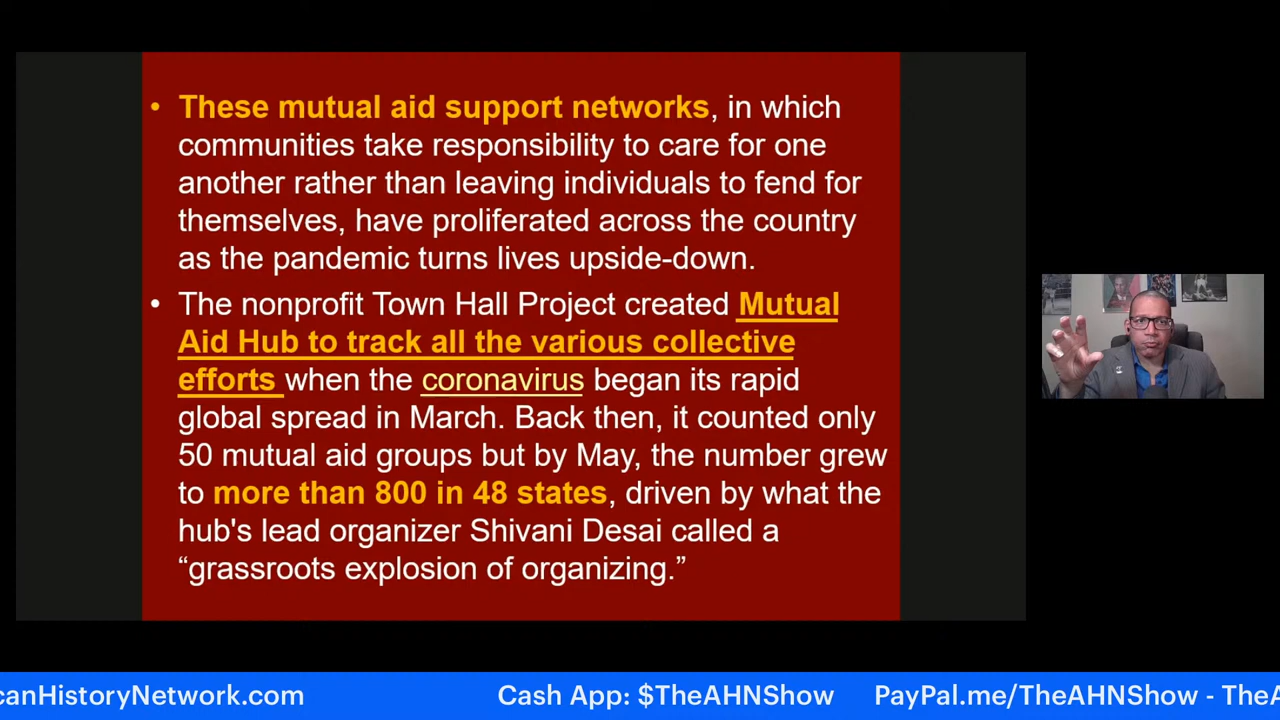 • These mutual aid support networks, in which
communities take responsibility to care for one
another rather than leaving individuals to fend for
themselves, have proliferated across the country
as the pandemic turns lives upside-down.
• The nonprofit Town Hall Project created Mutual
Aid Hub to track all the various collective
efforts when the coronavirus began its rapid
global spread in March. Back then, it counted only
50 mutual aid groups but by May, the number grew
to more than 800 in 48 states, driven by what the
hub's lead organizer Shivani Desai called a
“grassroots explosion of organizing.”
canHistoryNetwork.com Cash App: $TheAHNShow PayPal.me/TheAHNShow - TheA